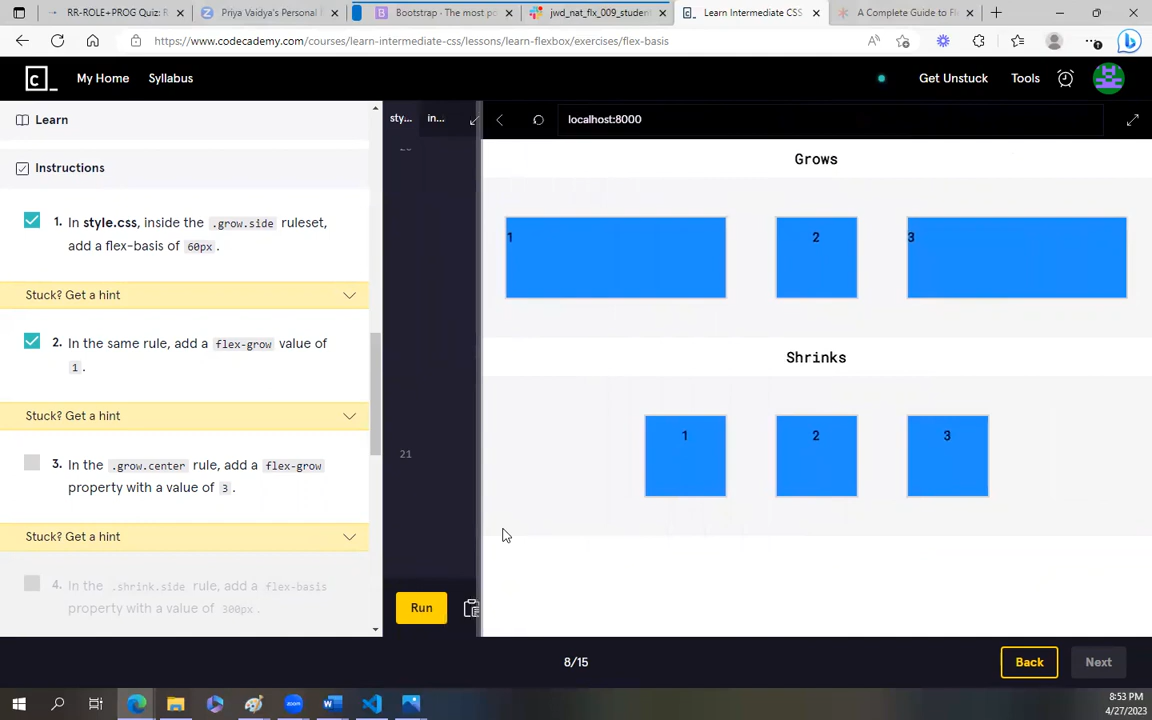 RR-ROLE+PROG Quiz: R
Priya Vaidya's Personal
Bootstrap - The most po
jwd_nat_flx_009_student
Learn Intermediate CSS
A Complete Guide to Fl
https://www.codecademy.com/courses/learn-intermediate-css/lessons/learn-flexbox/exercises/flex-basis
My Home
Syllabus
Get Unstuck
Tools
Learn
sty...
in...
localhost:8000
Instructions
1. In style.css, inside the .grow.side ruleset,
add a flex-basis of 60px.
Stuck? Get a hint
2. In the same rule, add a flex-grow value of
1.
Stuck? Get a hint
3. In the .grow.center rule, add a flex-grow
property with a value of 3.
Stuck? Get a hint
4. In the .shrink.side rule, add a flex-basis
property with a value of 300px.
21
Run
Grows
1
2
3
Shrinks
1
2
3
8/15
Back
Next
8:53 PM
4/27/2023